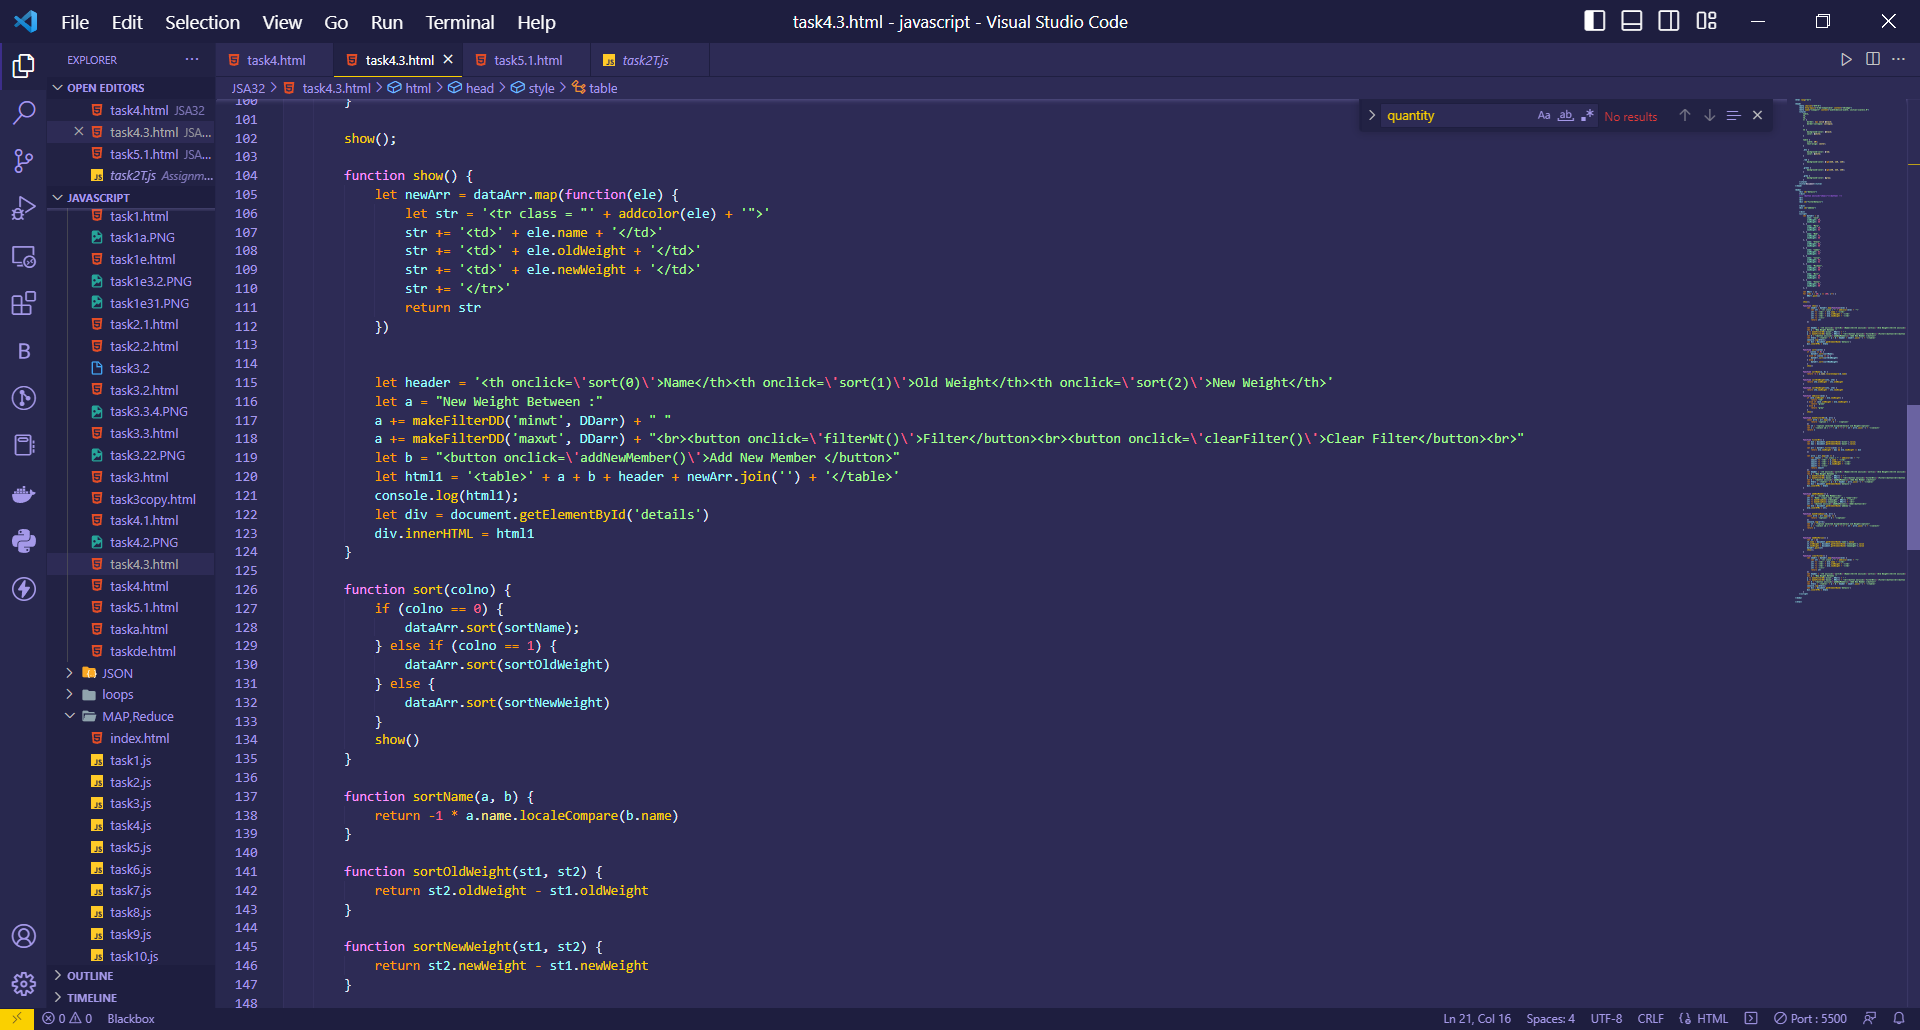 File Edit Selection View Go Run Terminal Help
task4.3.html - javascript - Visual Studio Code
EXPLORER
OPEN EDITORS
task4.html JSA32
task4.3.html JSA...
task5.1.html JSA...
task2T.js Assignm...
JAVASCRIPT
task1.html
task1a.PNG
task1e.html
task1e3.2.PNG
task1e31.PNG
task2.1.html
task2.2.html
task3.2
task3.2.html
task3.3.4.PNG
task3.3.html
task3.22.PNG
task3.html
task3copy.html
task4.1.html
task4.2.PNG
task4.3.html
task4.html
task5.1.html
taska.html
taskde.html
JSON
loops
MAP,Reduce
index.html
task1.js
task2.js
task3.js
task4.js
task5.js
task6.js
task7.js
task8.js
task9.js
task10.js
OUTLINE
TIMELINE
task4.html task4.3.html task5.1.html task2T.js
JSA32 > task4.3.html > html > head > style > table
quantity Aa ab .* No results
100 }
101
102 show();
103
104 function show() {
105 let newArr = dataArr.map(function(ele) {
106 let str = '<tr class = "' + addcolor(ele) + '">'
107 str += '<td>' + ele.name + '</td>'
108 str += '<td>' + ele.oldWeight + '</td>'
109 str += '<td>' + ele.newWeight + '</td>'
110 str += '</tr>'
111 return str
112 })
113
114
115 let header = '<th onclick=\'sort(0)\'>Name</th><th onclick=\'sort(1)\'>Old Weight</th><th onclick=\'sort(2)\'>New Weight</th>'
116 let a = "New Weight Between :"
117 a += makeFilterDD('minwt', DDarr) + " "
118 a += makeFilterDD('maxwt', DDarr) + "<br><button onclick=\'filterWt()\'>Filter</button><br><button onclick=\'clearFilter()\'>Clear Filter</button><br>"
119 let b = "<button onclick=\'addNewMember()\'>Add New Member </button>"
120 let html1 = '<table>' + a + b + header + newArr.join('') + '</table>'
121 console.log(html1);
122 let div = document.getElementById('details')
123 div.innerHTML = html1
124 }
125
126 function sort(colno) {
127 if (colno == 0) {
128 dataArr.sort(sortName);
129 } else if (colno == 1) {
130 dataArr.sort(sortOldWeight)
131 } else {
132 dataArr.sort(sortNewWeight)
133 }
134 show()
135 }
136
137 function sortName(a, b) {
138 return -1 * a.name.localeCompare(b.name)
139 }
140
141 function sortOldWeight(st1, st2) {
142 return st2.oldWeight - st1.oldWeight
143 }
144
145 function sortNewWeight(st1, st2) {
146 return st2.newWeight - st1.newWeight
147 }
148
0 0 Blackbox
Ln 21, Col 16 Spaces: 4 UTF-8 CRLF {} HTML Port : 5500